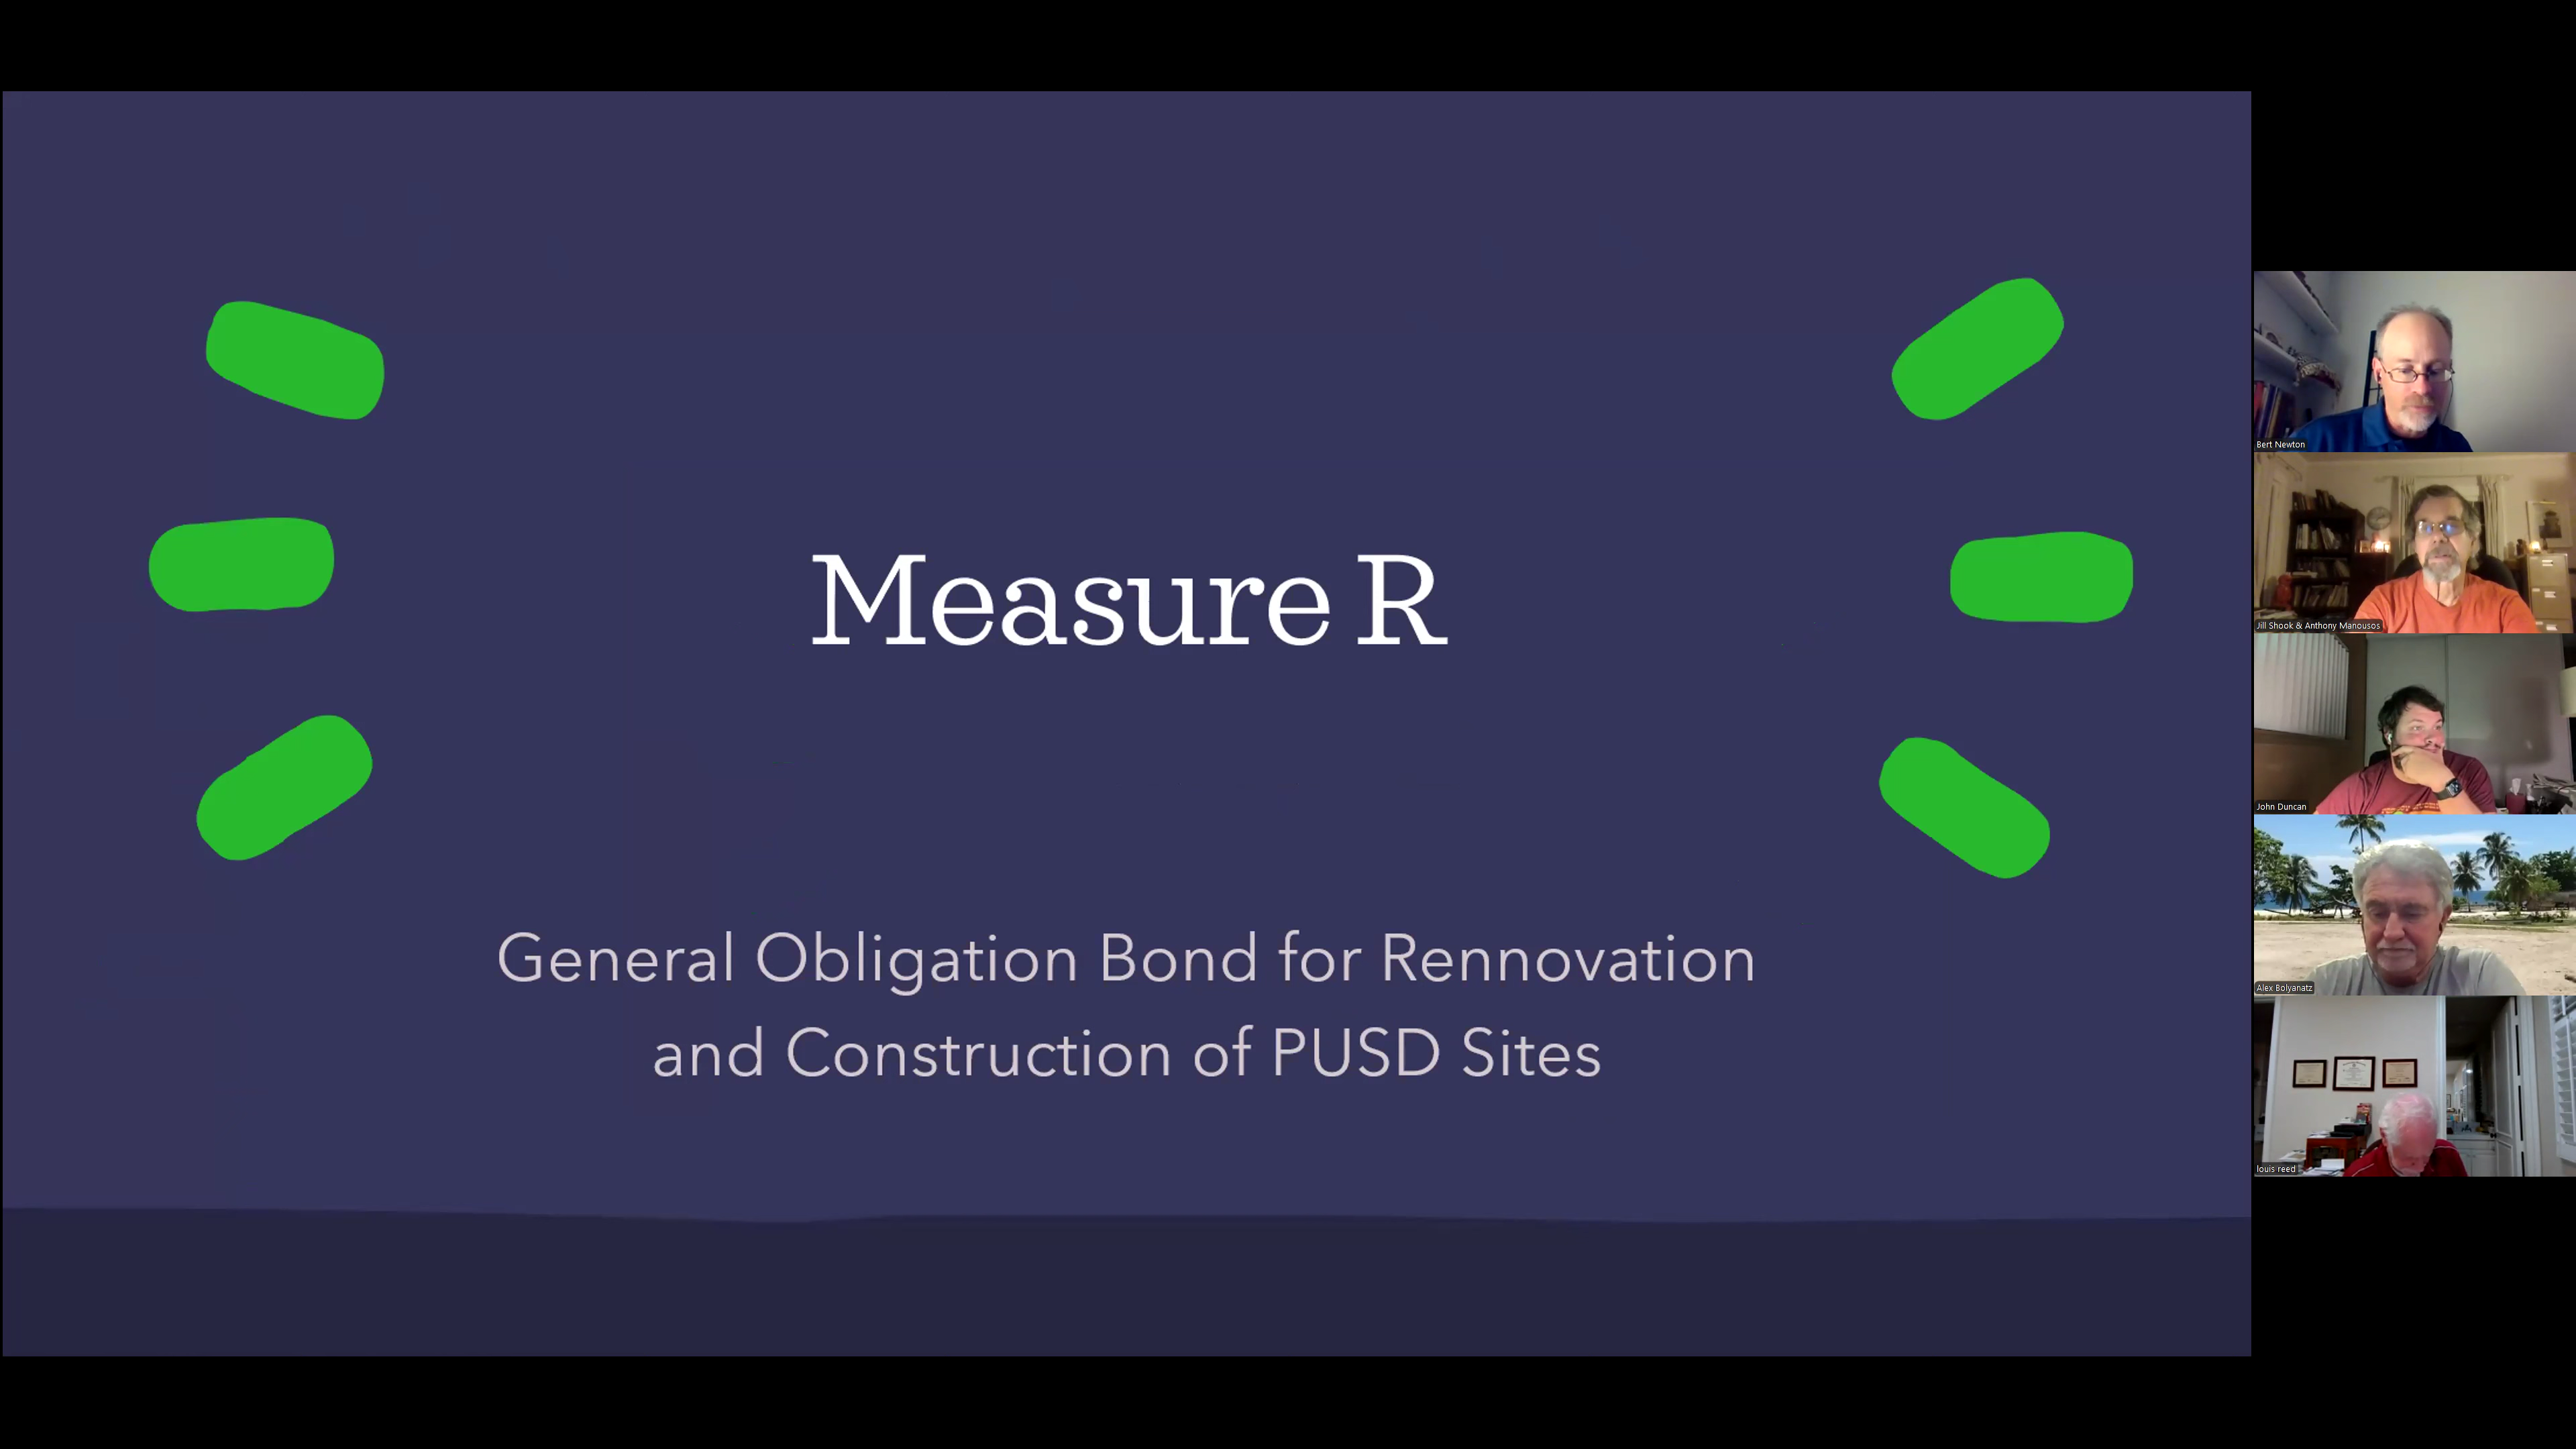 Measure R
General Obligation Bond for Rennovation
and Construction of PUSD Sites
Bert Newton
Jill Shook & Anthony Manousos
John Duncan
Alex Bolyanatz
louis reed